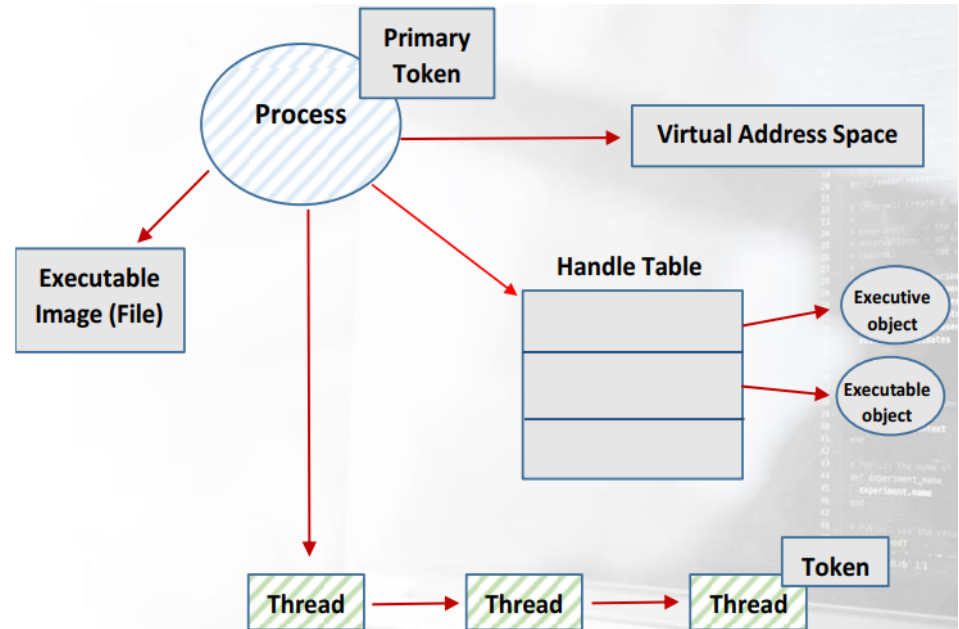 Primary
Token
Process
Virtual Address Space
Executable
Image (File)
Handle Table
Executive
object
Executable
object
Thread
Thread
Thread
Token